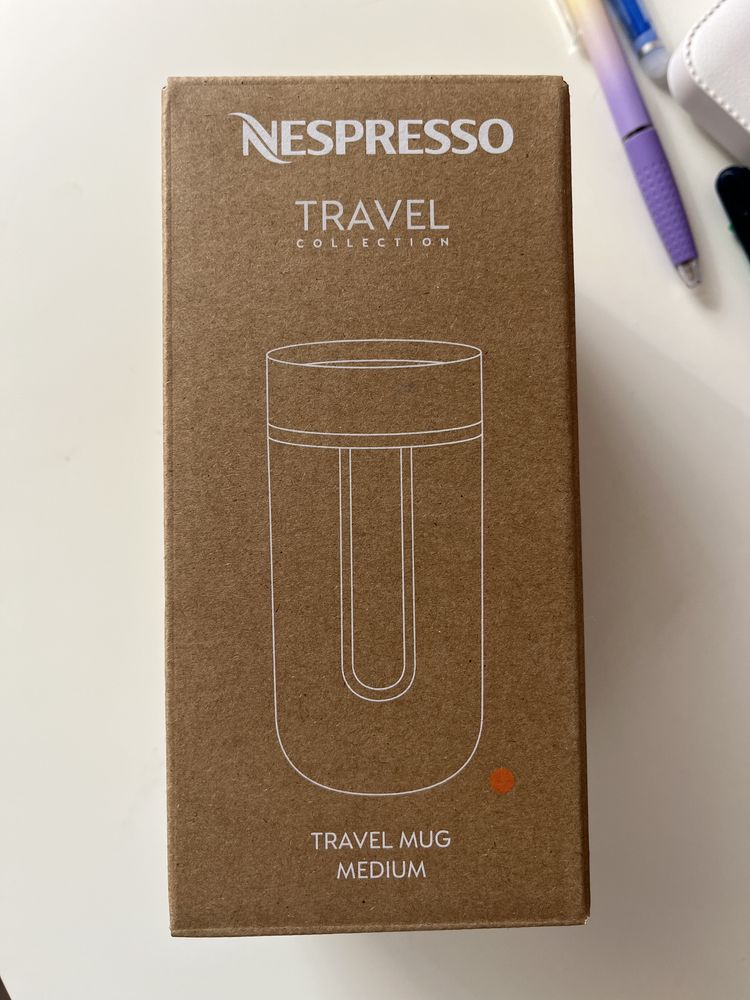 NESPRESSO
TRAVEL
COLLECTION
TRAVEL MUG
MEDIUM